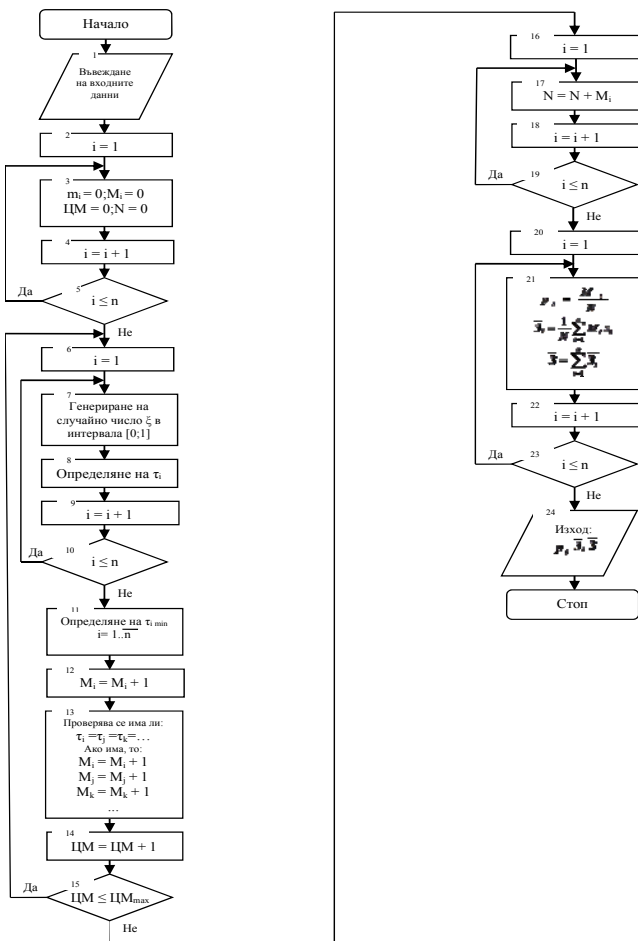 Начало
1
Въвеждане
на входните
данни
2
i = 1
3
mᵢ = 0;Mᵢ = 0
ЦМ = 0;N = 0
4
i = i + 1
5
i ≤ n
Да
Не
6
i = 1
7
Генериране на
случайно число ξ в
интервала [0;1]
8
Определяне на τᵢ
9
i = i + 1
10
i ≤ n
Да
Не
11
Определяне на τᵢ min
i= 1..n
12
Mᵢ = Mᵢ + 1
13
Проверява се има ли:
τᵢ =τⱼ =τₖ=…
Ако има, то:
Mᵢ = Mᵢ + 1
Mⱼ = Mⱼ + 1
Mₖ = Mₖ + 1
...
14
ЦМ = ЦМ + 1
15
ЦМ ≤ ЦМmax
Да
Не
16
i = 1
17
N = N + Mᵢ
18
i = i + 1
19
i ≤ n
Да
Не
20
i = 1
21
22
i = i + 1
23
i ≤ n
Да
Не
24
Изход:
Стоп